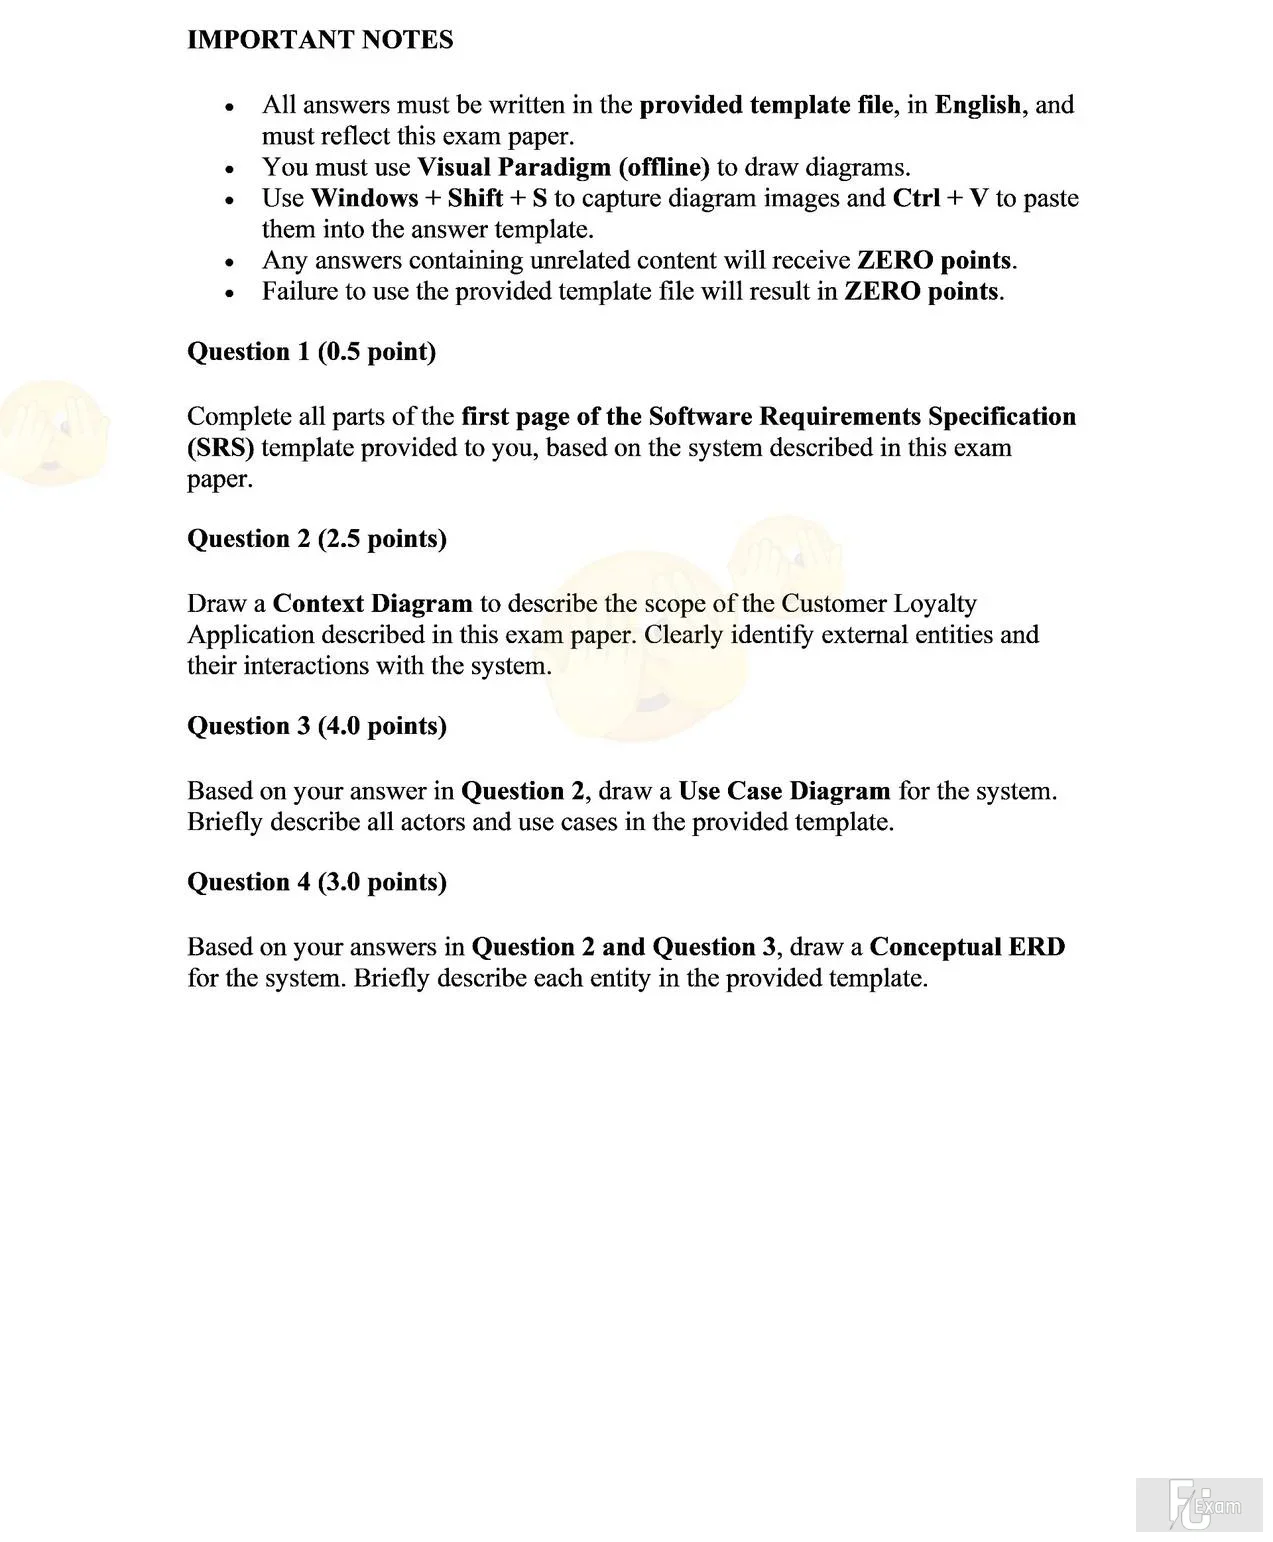 IMPORTANT NOTES
• All answers must be written in the provided template file, in English, and
must reflect this exam paper.
• You must use Visual Paradigm (offline) to draw diagrams.
• Use Windows + Shift + S to capture diagram images and Ctrl + V to paste
them into the answer template.
• Any answers containing unrelated content will receive ZERO points.
• Failure to use the provided template file will result in ZERO points.
Question 1 (0.5 point)
Complete all parts of the first page of the Software Requirements Specification
(SRS) template provided to you, based on the system described in this exam
paper.
Question 2 (2.5 points)
Draw a Context Diagram to describe the scope of the Customer Loyalty
Application described in this exam paper. Clearly identify external entities and
their interactions with the system.
Question 3 (4.0 points)
Based on your answer in Question 2, draw a Use Case Diagram for the system.
Briefly describe all actors and use cases in the provided template.
Question 4 (3.0 points)
Based on your answers in Question 2 and Question 3, draw a Conceptual ERD
for the system. Briefly describe each entity in the provided template.
Exam